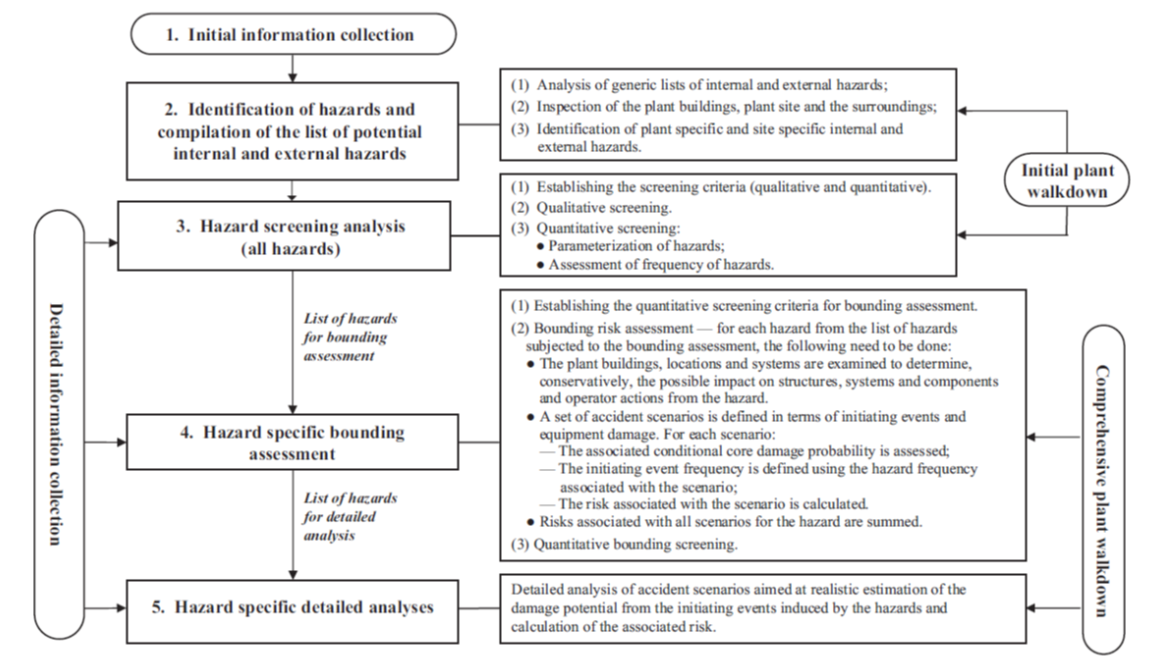 1. Initial information collection
2. Identification of hazards and
compilation of the list of potential
internal and external hazards
(1) Analysis of generic lists of internal and external hazards;
(2) Inspection of the plant buildings, plant site and the surroundings;
(3) Identification of plant specific and site specific internal and
external hazards.
Initial plant
walkdown
3. Hazard screening analysis
(all hazards)
(1) Establishing the screening criteria (qualitative and quantitative).
(2) Qualitative screening.
(3) Quantitative screening:
● Parameterization of hazards;
● Assessment of frequency of hazards.
Detailed information collection
List of hazards
for bounding
assessment
4. Hazard specific bounding
assessment
(1) Establishing the quantitative screening criteria for bounding assessment.
(2) Bounding risk assessment — for each hazard from the list of hazards
subjected to the bounding assessment, the following need to be done:
● The plant buildings, locations and systems are examined to determine,
conservatively, the possible impact on structures, systems and components
and operator actions from the hazard.
● A set of accident scenarios is defined in terms of initiating events and
equipment damage. For each scenario:
— The associated conditional core damage probability is assessed;
— The initiating event frequency is defined using the hazard frequency
associated with the scenario;
— The risk associated with the scenario is calculated.
● Risks associated with all scenarios for the hazard are summed.
(3) Quantitative bounding screening.
Comprehensive plant walkdown
List of hazards
for detailed
analysis
5. Hazard specific detailed analyses
Detailed analysis of accident scenarios aimed at realistic estimation of the
damage potential from the initiating events induced by the hazards and
calculation of the associated risk.